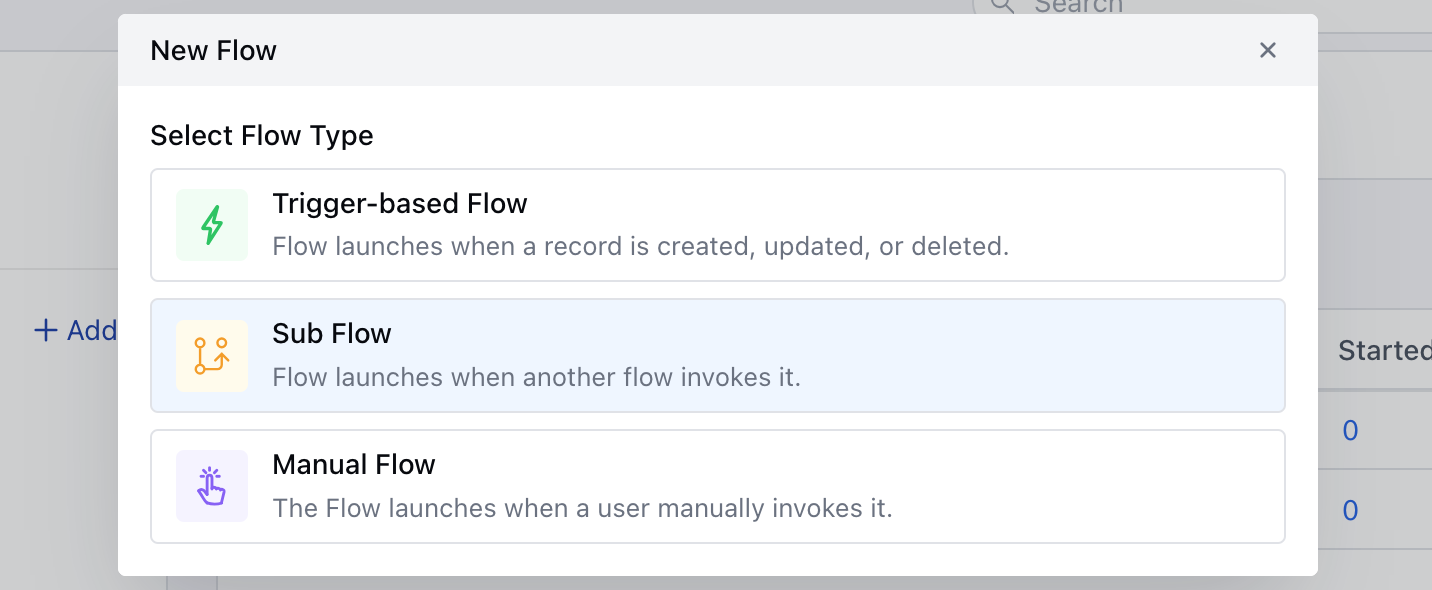 Search
New Flow
Select Flow Type
Trigger-based Flow
Flow launches when a record is created, updated, or deleted.
Sub Flow
Flow launches when another flow invokes it.
Manual Flow
The Flow launches when a user manually invokes it.
+ Add
Started
0
0